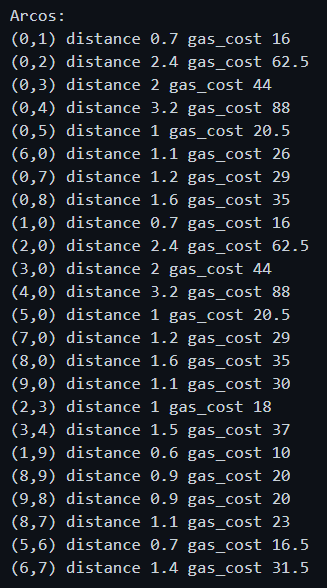 Arcos:
(0,1) distance 0.7 gas_cost 16
(0,2) distance 2.4 gas_cost 62.5
(0,3) distance 2 gas_cost 44
(0,4) distance 3.2 gas_cost 88
(0,5) distance 1 gas_cost 20.5
(6,0) distance 1.1 gas_cost 26
(0,7) distance 1.2 gas_cost 29
(0,8) distance 1.6 gas_cost 35
(1,0) distance 0.7 gas_cost 16
(2,0) distance 2.4 gas_cost 62.5
(3,0) distance 2 gas_cost 44
(4,0) distance 3.2 gas_cost 88
(5,0) distance 1 gas_cost 20.5
(7,0) distance 1.2 gas_cost 29
(8,0) distance 1.6 gas_cost 35
(9,0) distance 1.1 gas_cost 30
(2,3) distance 1 gas_cost 18
(3,4) distance 1.5 gas_cost 37
(1,9) distance 0.6 gas_cost 10
(8,9) distance 0.9 gas_cost 20
(9,8) distance 0.9 gas_cost 20
(8,7) distance 1.1 gas_cost 23
(5,6) distance 0.7 gas_cost 16.5
(6,7) distance 1.4 gas_cost 31.5